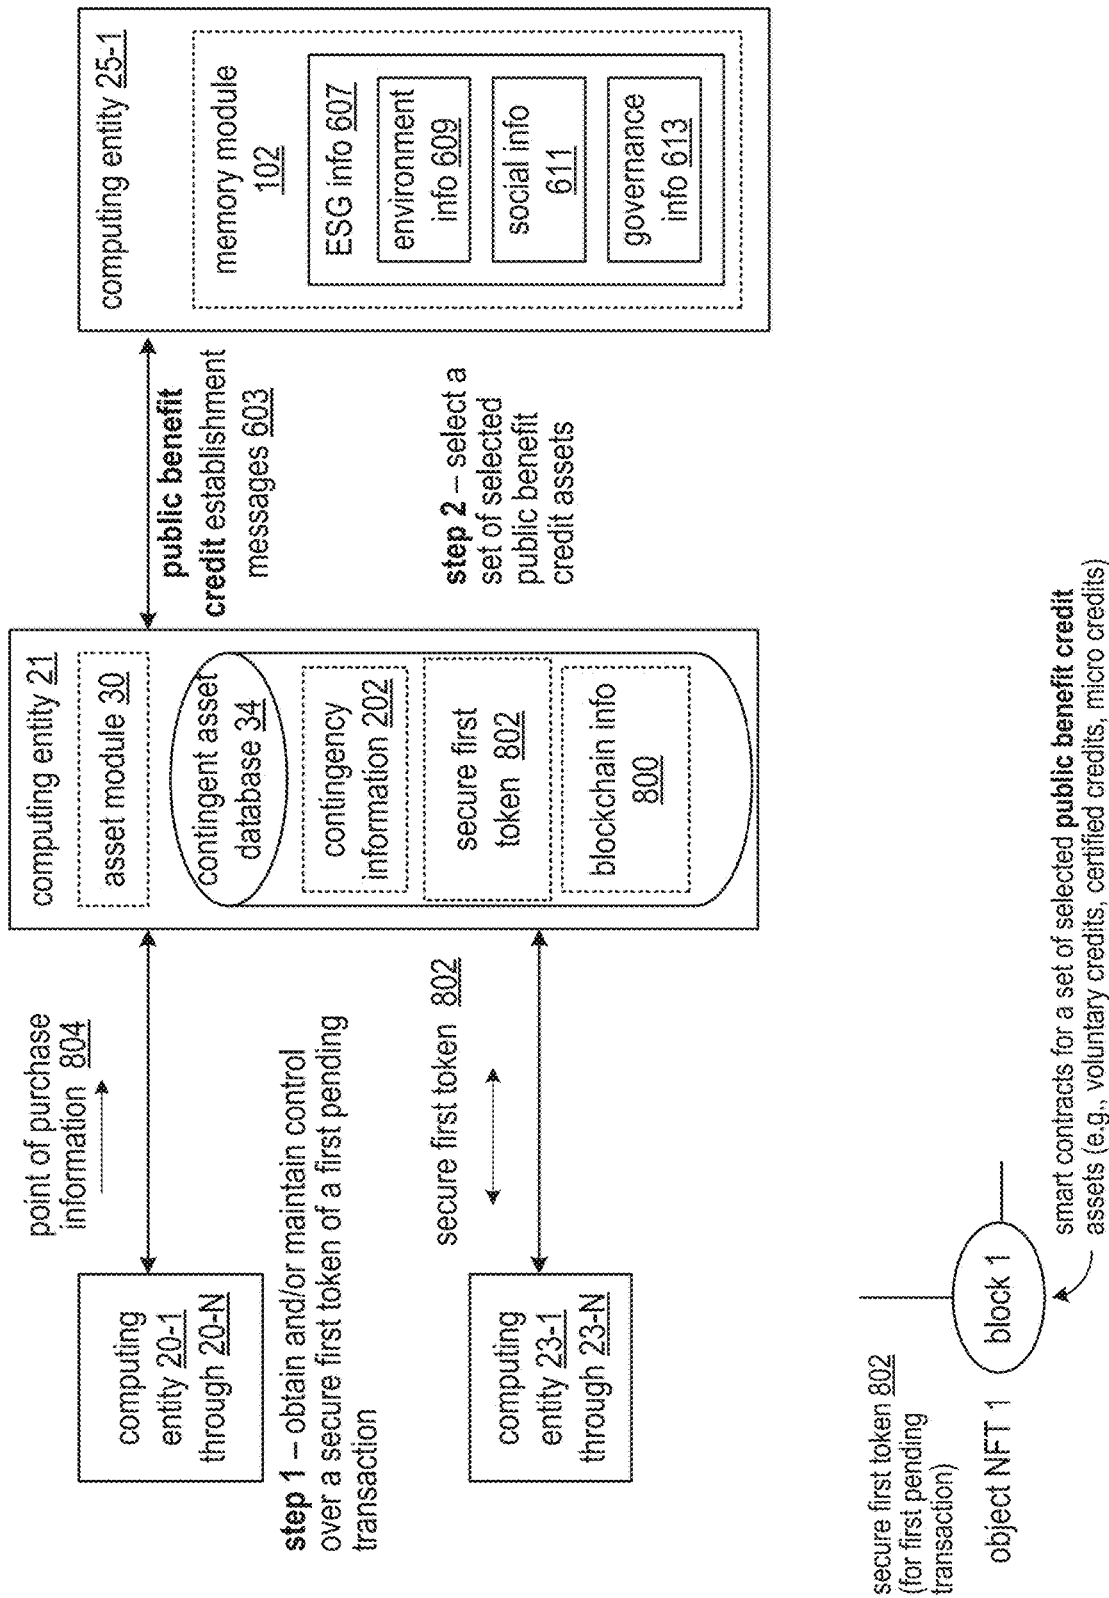 computing
entity 20-1
through 20-N
point of purchase
information 804
step 1 – obtain and/or maintain control
over a secure first token of a first pending
transaction
computing
entity 23-1
through 23-N
secure first token 802
computing entity 21
asset module 30
contingent asset
database 34
contingency
information 202
secure first
token 802
blockchain info
800
public benefit
credit establishment
messages 603
step 2 – select a
set of selected
public benefit
credit assets
computing entity 25-1
memory module
102
ESG info 607
environment
info 609
social info
611
governance
info 613
secure first token 802
(for first pending
transaction)
object NFT 1
block 1
smart contracts for a set of selected public benefit credit
assets (e.g., voluntary credits, certified credits, micro credits)